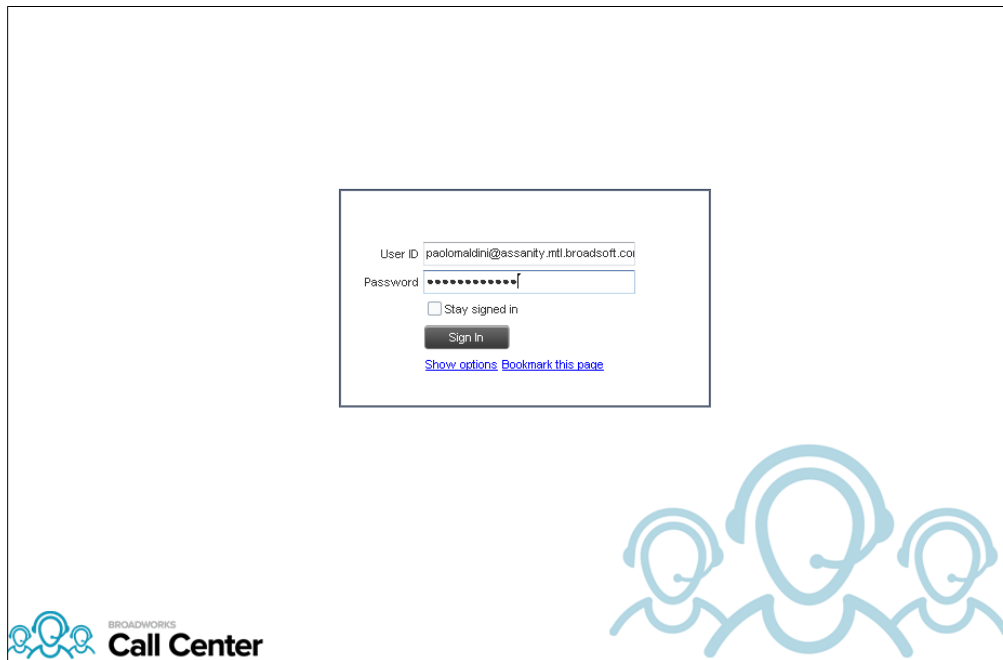 User ID paolomaldini@assanity.mtl.broadsoft.co
Password ••••••••••••
Stay signed in
Sign In
Show options Bookmark this page
BROADWORKS
Call Center